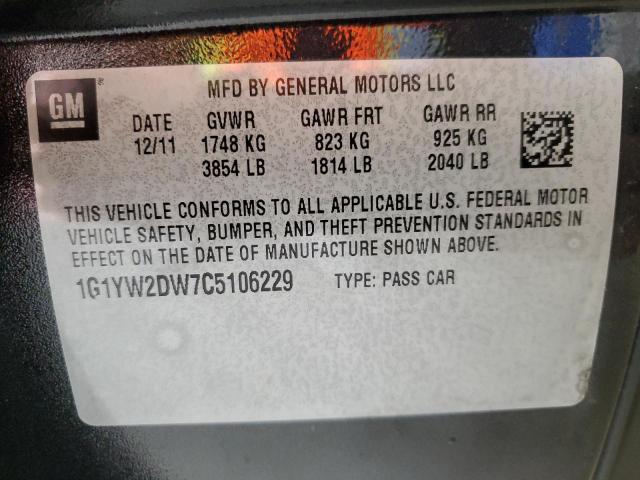 GM ®
MFD BY GENERAL MOTORS LLC
DATE GVWR GAWR FRT GAWR RR
12/11 1748 KG 823 KG 925 KG
3854 LB 1814 LB 2040 LB
THIS VEHICLE CONFORMS TO ALL APPLICABLE U.S. FEDERAL MOTOR
VEHICLE SAFETY, BUMPER, AND THEFT PREVENTION STANDARDS IN
EFFECT ON THE DATE OF MANUFACTURE SHOWN ABOVE.
1G1YW2DW7C5106229 TYPE: PASS CAR